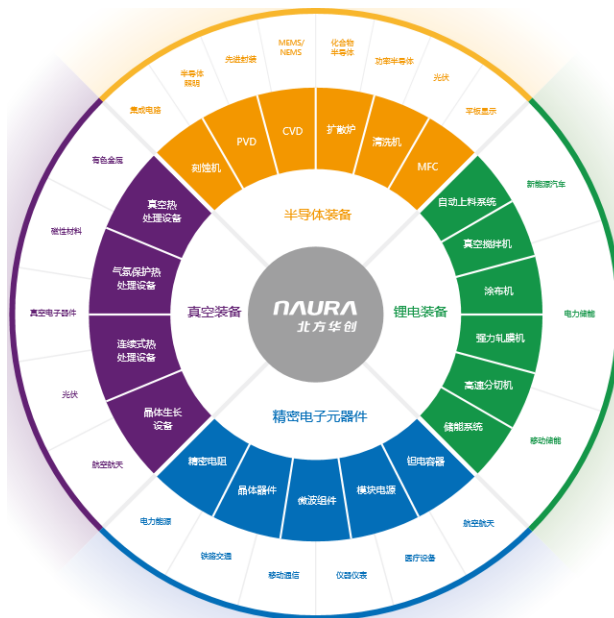 MEMS/
NEMS
化合物
半导体
先进封装
功率半导体
半导体
照明
光伏
集成电路
平板显示
刻蚀机
PVD
CVD
扩散炉
清洗机
MFC
半导体装备
有色金属
磁性材料
真空电子器件
光伏
航空航天
真空热
处理设备
气氛保护热
处理设备
连续式热
处理设备
晶体生长
设备
真空装备
NAURA
北方华创
锂电装备
自动上料系统
真空搅拌机
涂布机
强力轧膜机
高速分切机
储能系统
新能源汽车
电力储能
移动储能
精密电子元器件
精密电阻
晶体器件
微波组件
模块电源
钽电容器
电力能源
铁路交通
移动通信
仪器仪表
医疗设备
航空航天